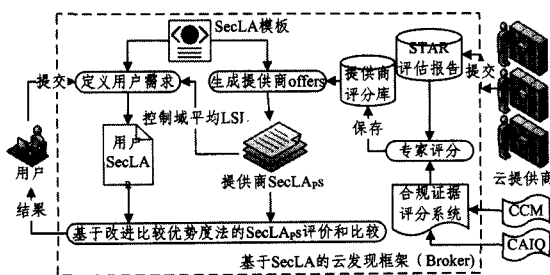 SecLA模板
STAR
评估报告
提交
定义用户需求
生成提供商offers
提供商
评分库
提交
控制域平均LSL
保存
用户
SecLA
专家评分
用户
提供商SecLAPs
云提供商
结果
合规证据
评分系统
CCM
基于改进比较优势度法的SecLAPs评价和比较
CAIQ
基于SecLA的云发现框架（Broker）